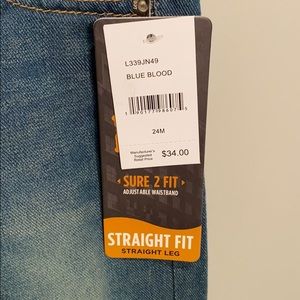 L339JN49
BLUE BLOOD
24M
Manufacturer's
Suggested
Retail Price
$34.00
SURE 2 FIT
ADJUSTABLE WAISTBAND
STRAIGHT FIT
STRAIGHT LEG